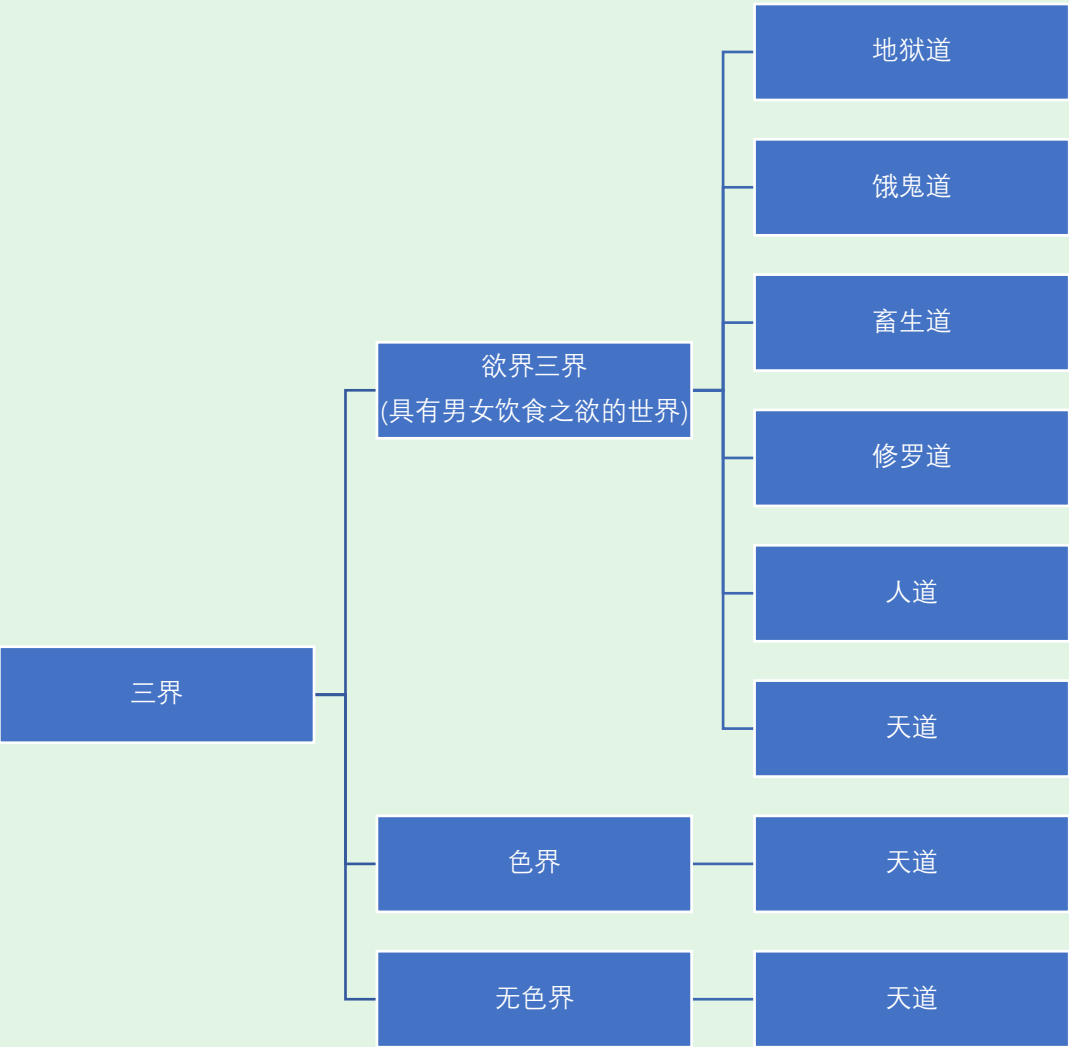 三界
欲界三界
(具有男女饮食之欲的世界)
地狱道
饿鬼道
畜生道
修罗道
人道
天道
色界
天道
无色界
天道